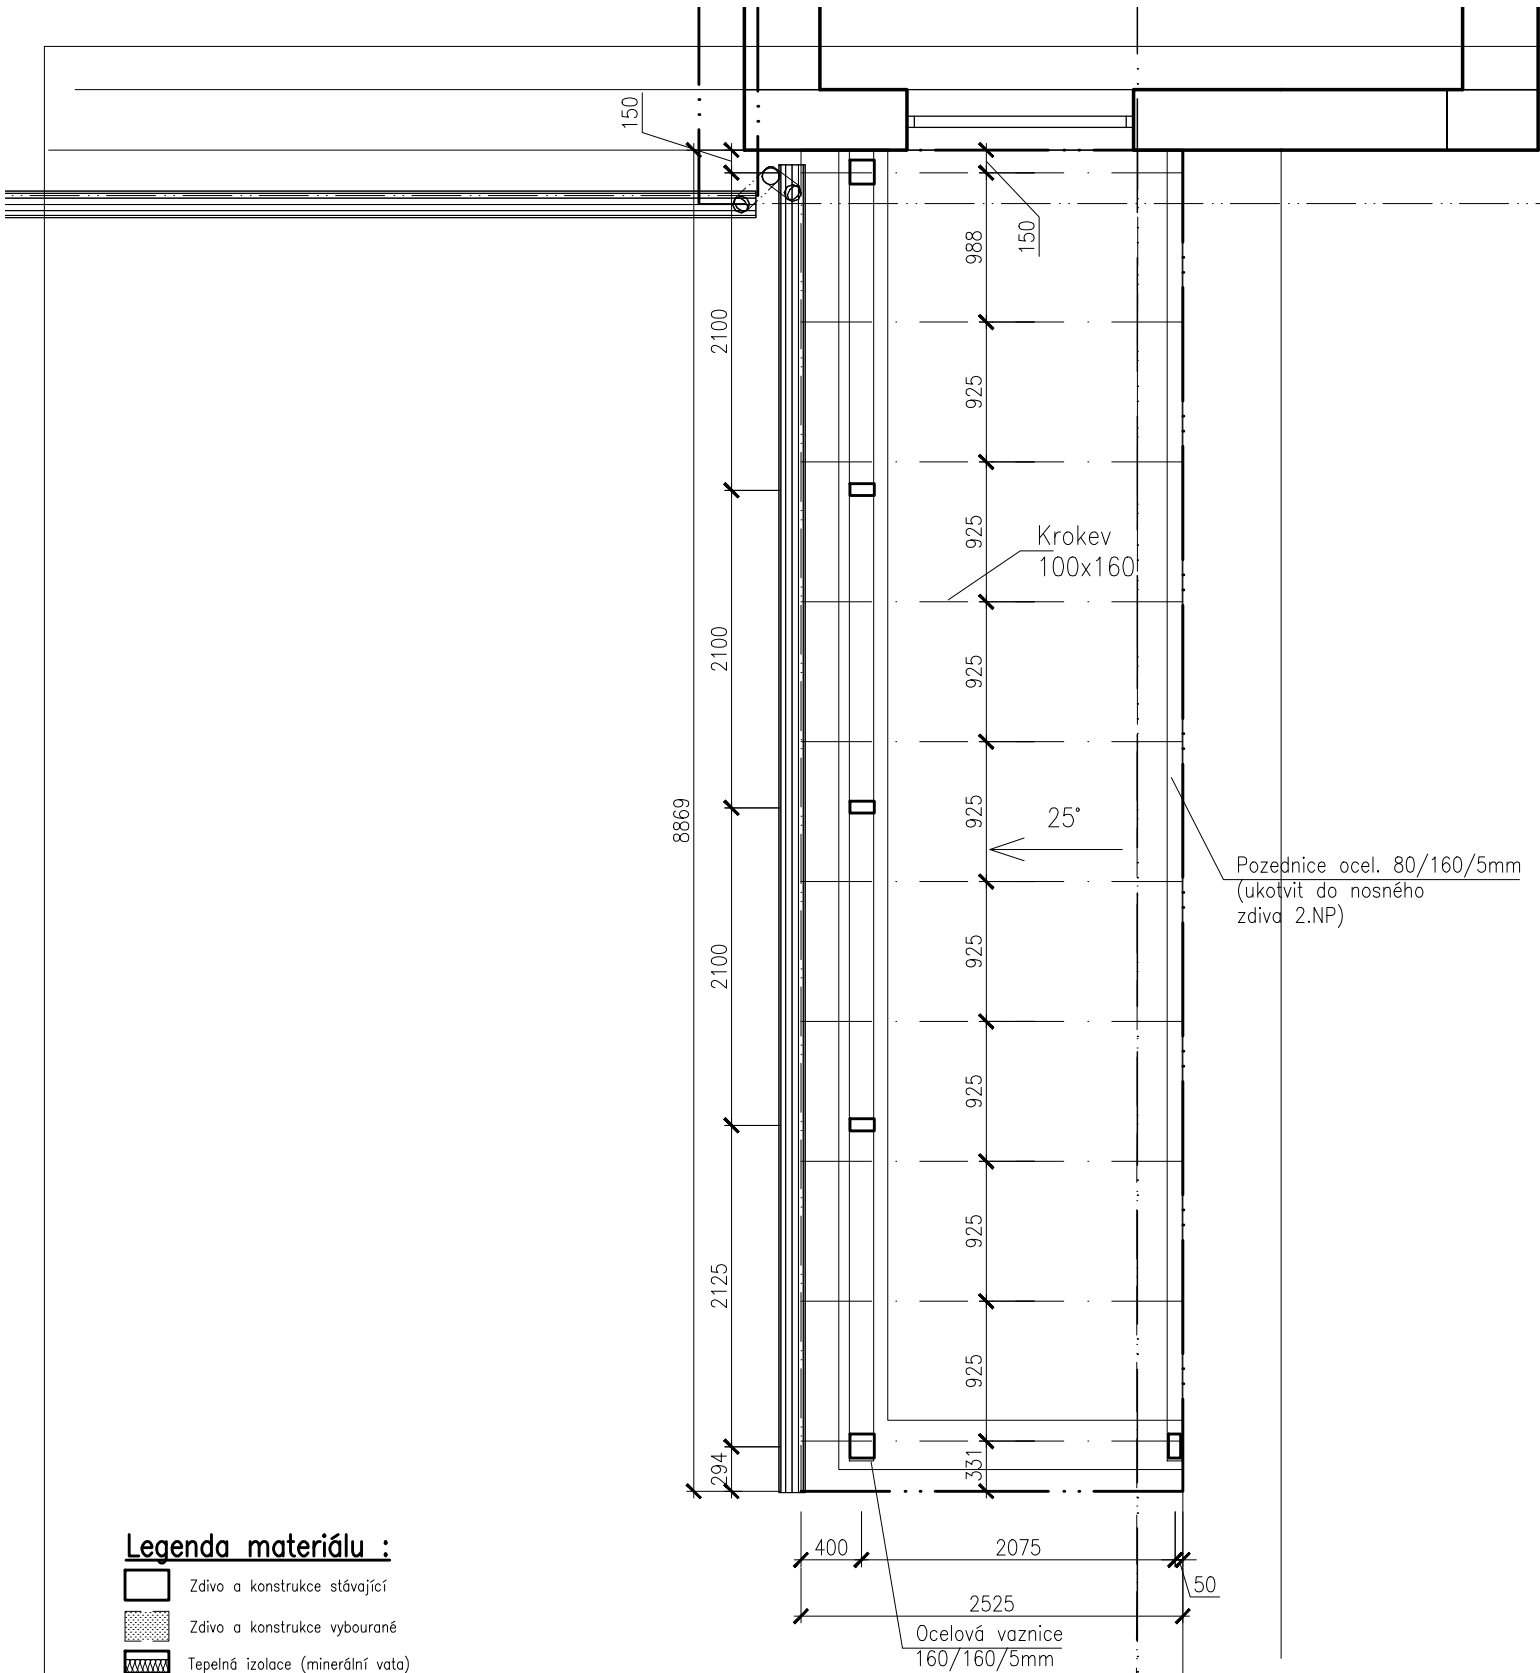 150
150
988
2100
925
925
Krokev
100x160
2100
925
8869
925
25°
Pozednice ocel. 80/160/5mm
(ukotvit do nosného
zdiva 2.NP)
2100
925
925
925
2125
925
294
331
400
2075
50
2525
Ocelová vaznice
160/160/5mm
Legenda materiálu :
Zdivo a konstrukce stávající
Zdivo a konstrukce vybourané
Tepelná izolace (minerální vata)